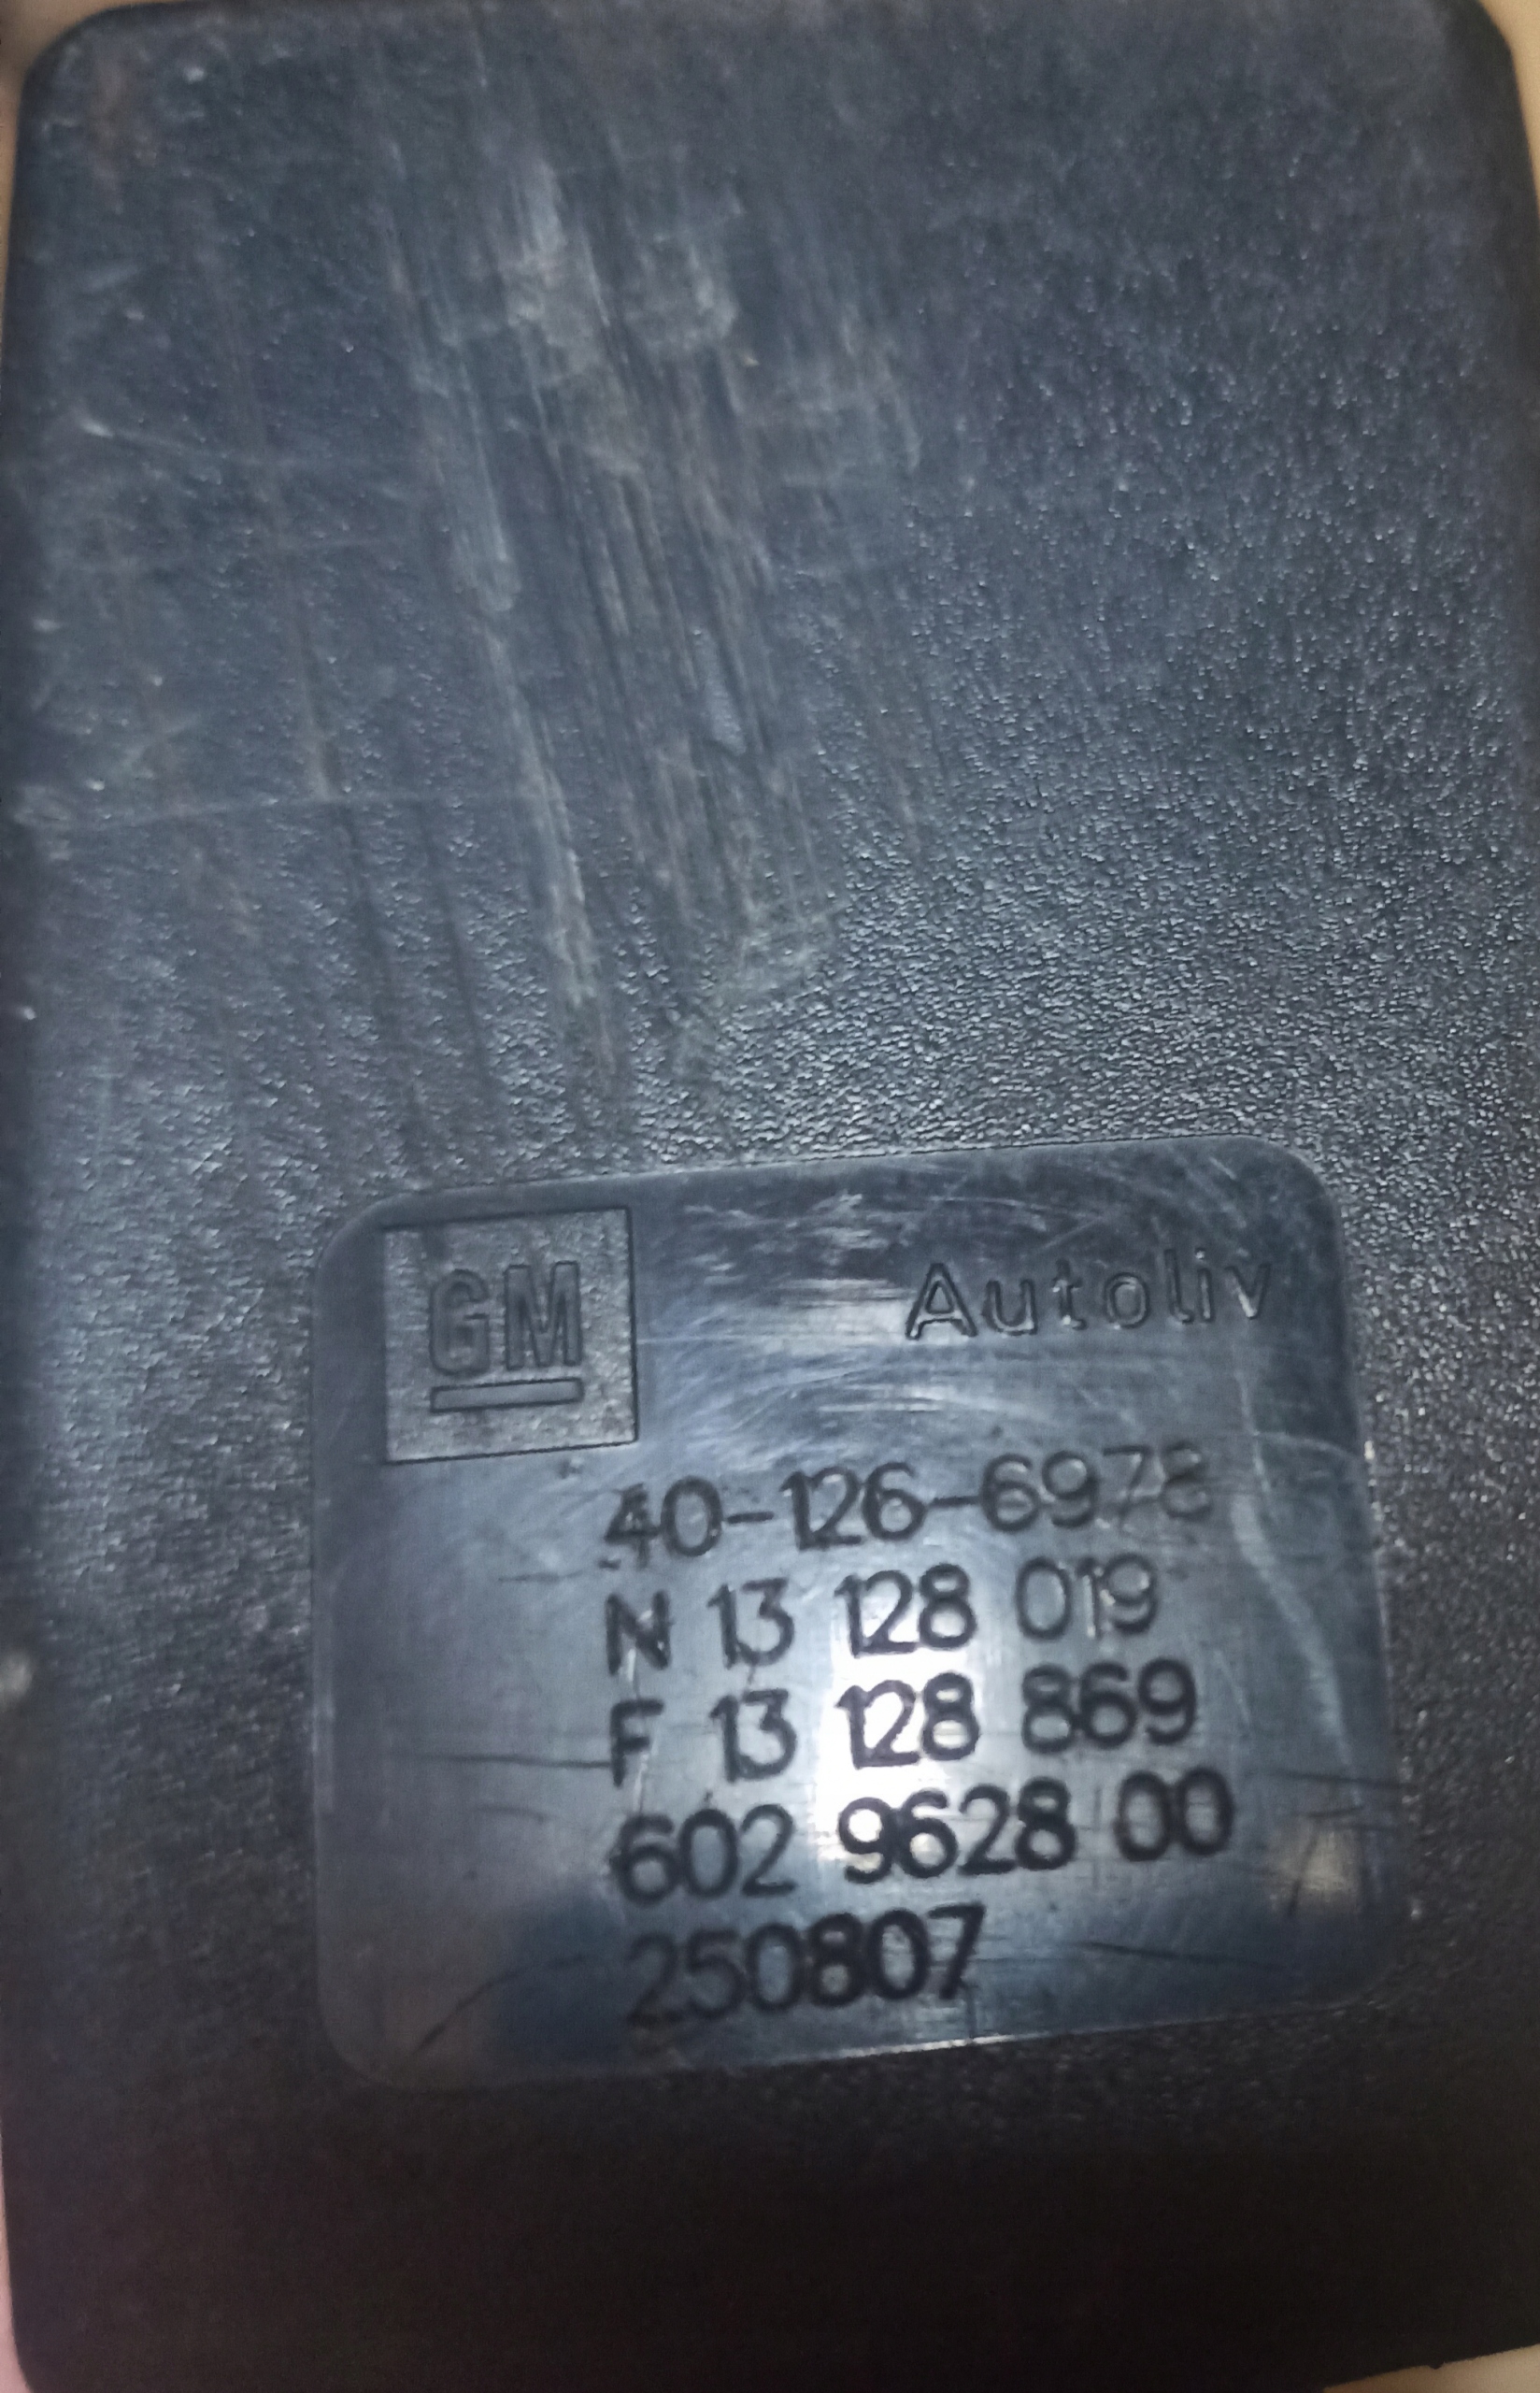 GM Autoliv
40-126-6978
N 13 128 019
F 13 128 869
602 9628 00
250807